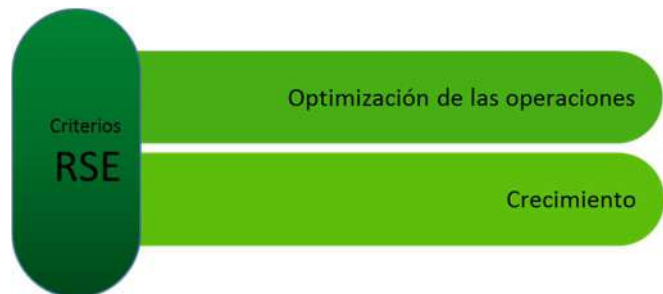 Criterios
RSE
Optimización de las operaciones
Crecimiento